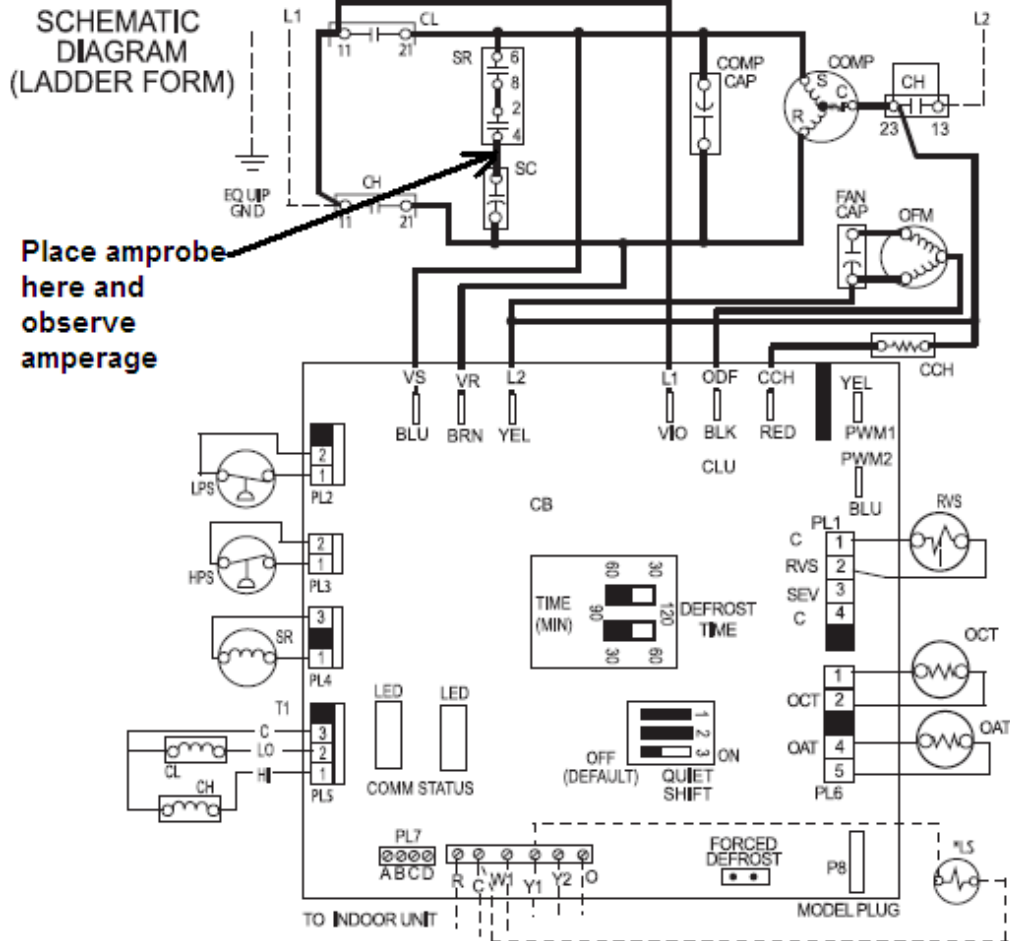 SCHEMATIC
DIAGRAM
(LADDER FORM)
L1
CL
L2
11
21
SR
6
8
2
4
COMP
CAP
COMP
S
C
R
CH
23
13
SC
EQUIP
GND
CH
11
21
FAN
CAP
OFM
Place amprobe
here and
observe
amperage
CCH
VS
VR
L2
L1
ODF
CCH
YEL
BLU
BRN
YEL
VIO
BLK
RED
PWM1
CLU
PWM2
BLU
2
1
LPS
PL2
CB
PL1
RVS
C
1
RVS
2
SEV
3
C
4
2
1
HPS
PL3
60
30
TIME
(MIN)
90
120
DEFROST
TIME
30
60
3
SR
1
PL4
OCT
1
OCT
2
OAT
OAT
4
5
PL6
LED
LED
T1
C
3
LO
2
HI
1
CL
CH
PL5
COMM STATUS
1
2
3
OFF
(DEFAULT)
ON
QUIET
SHIFT
PL7
A B C D
R
C
W1
Y1
Y2
O
FORCED
DEFROST
P8
*LS
TO INDOOR UNIT
MODEL PLUG